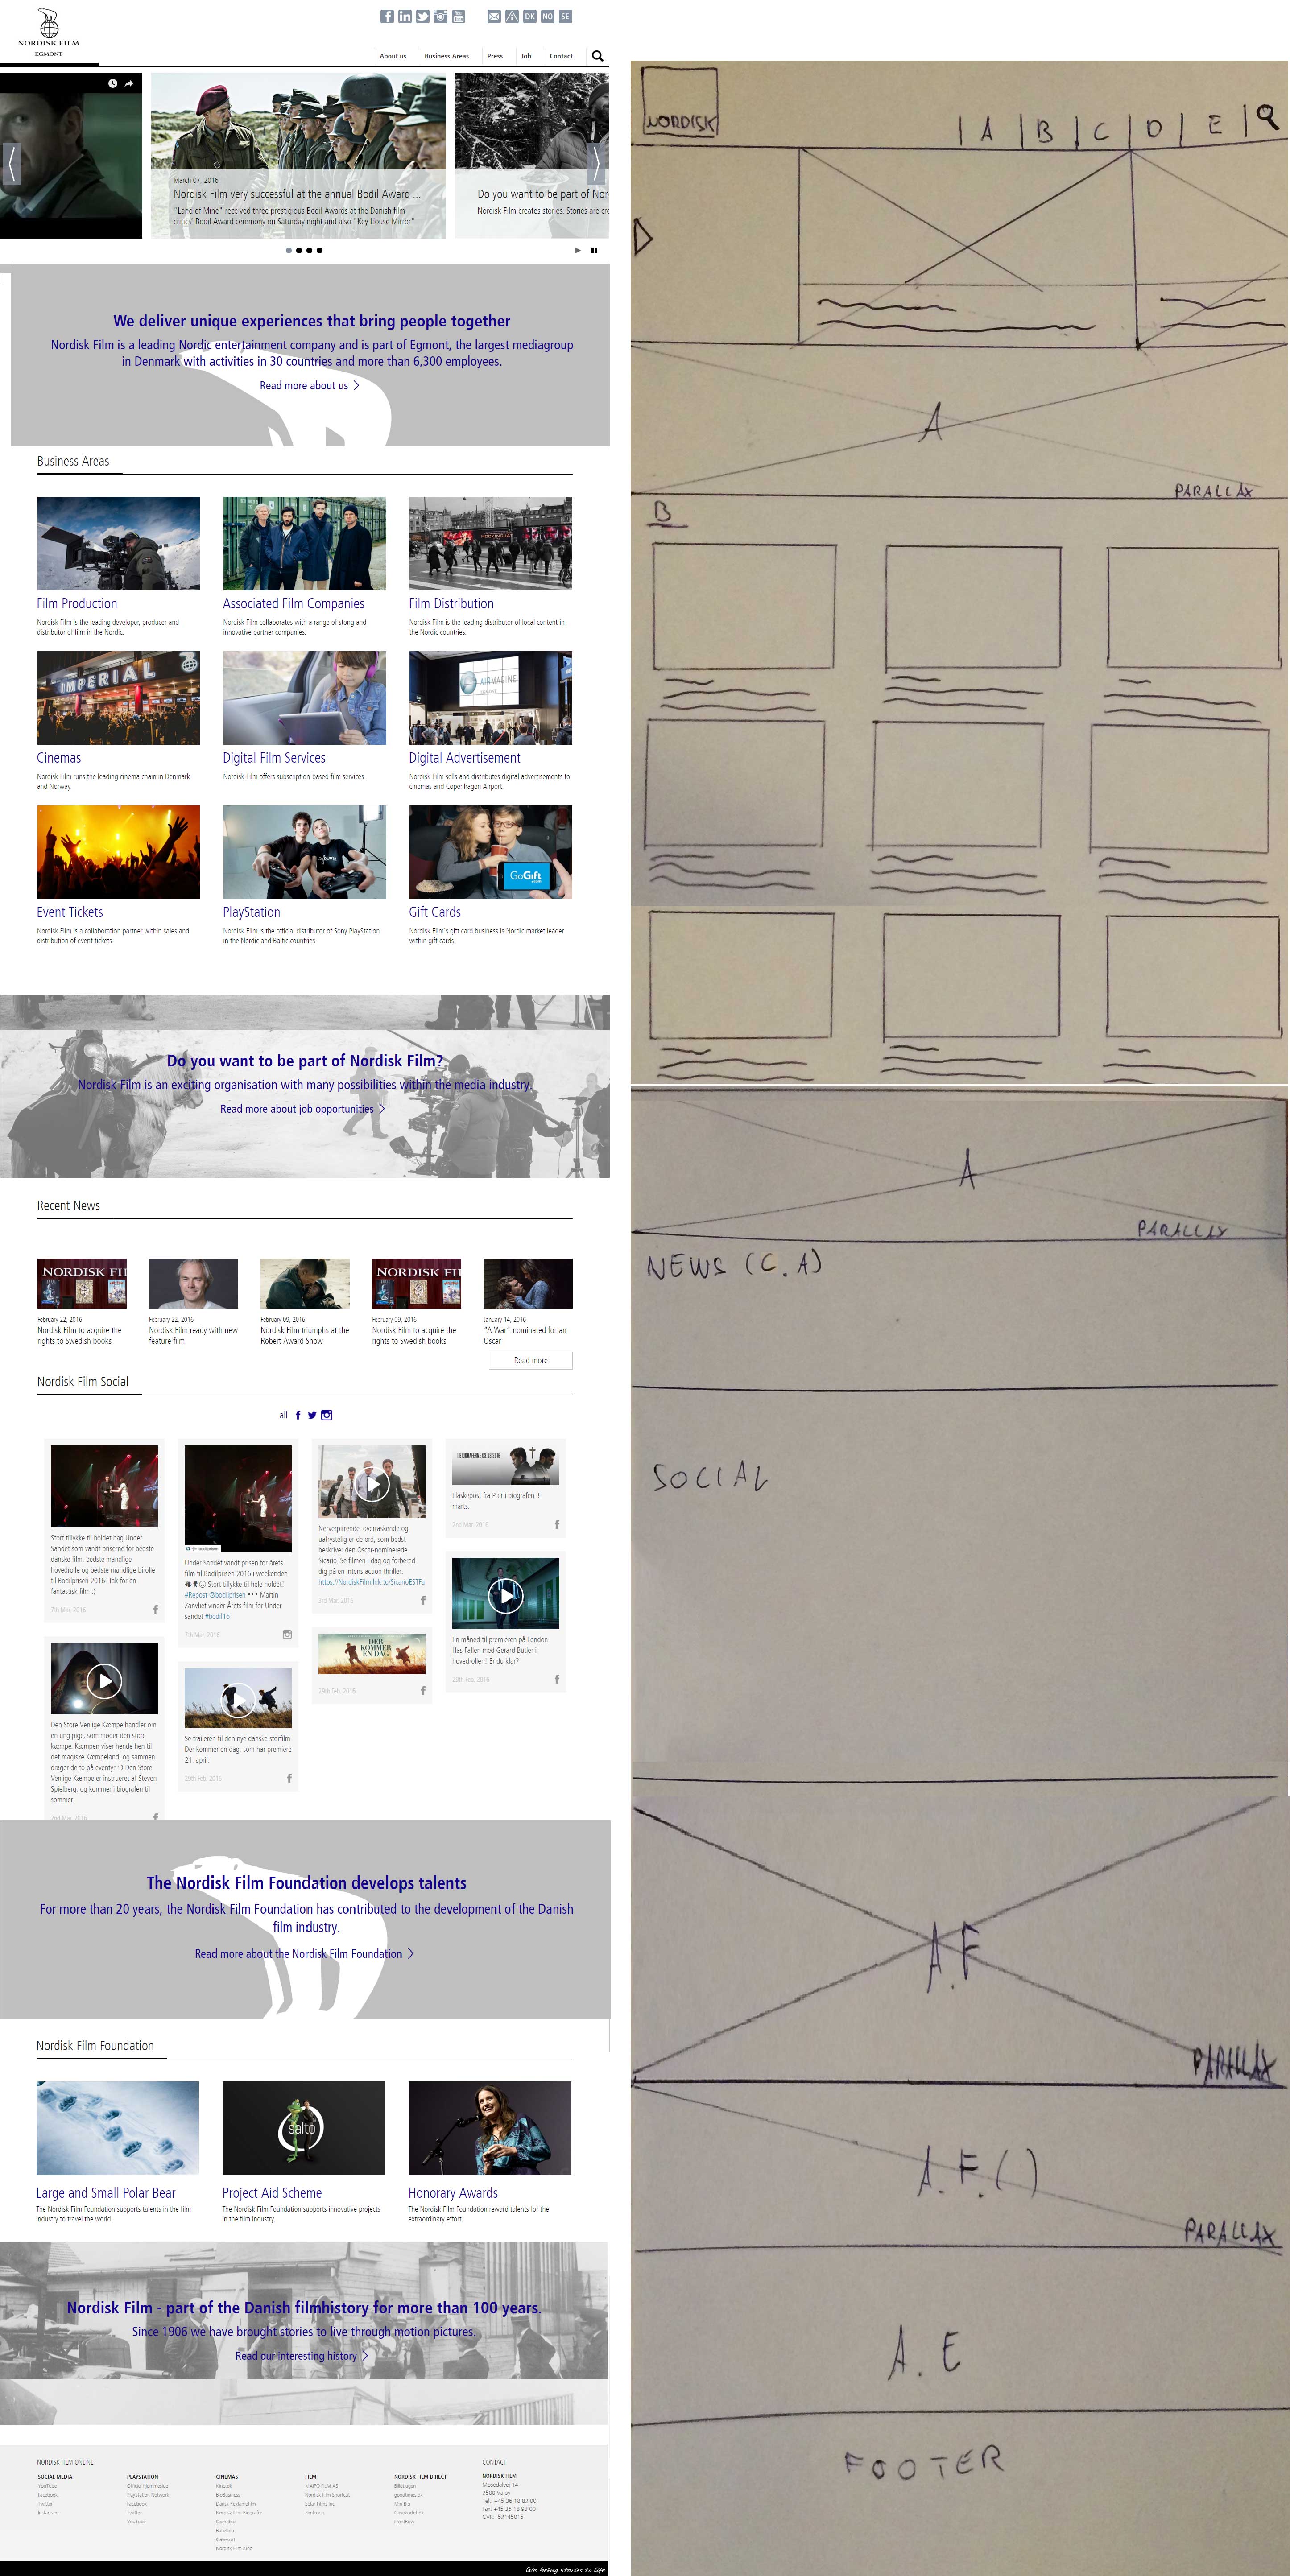 NORDISK FILM
EGMONT
DK NO SE
About us Business Areas Press Job Contact
March 07, 2016
Nordisk Film very successful at the annual Bodil Award ...
"Land of Mine" received three prestigious Bodil Awards at the Danish film
critics' Bodil Award ceremony on Saturday night and also "Key House Mirror"
Do you want to be part of Nor
Nordisk Film creates stories. Stories are cre
We deliver unique experiences that bring people together
Nordisk Film is a leading Nordic entertainment company and is part of Egmont, the largest mediagroup
in Denmark with activities in 30 countries and more than 6,300 employees.
Read more about us
Business Areas
Film Production
Nordisk Film is the leading developer, producer and
distributor of film in the Nordic.
Associated Film Companies
Nordisk Film collaborates with a range of stong and
innovative partner companies.
Film Distribution
Nordisk Film is the leading distributor of local content in
the Nordic countries.
IMPERIAL
AIRMAGINE
Cinemas
Nordisk Film runs the leading cinema chain in Denmark
and Norway.
Digital Film Services
Nordisk Film offers subscription-based film services.
Digital Advertisement
Nordisk Film sells and distributes digital advertisements to
cinemas and Copenhagen Airport.
GoGift.com
Event Tickets
Nordisk Film is a collaboration partner within sales and
distribution of event tickets
PlayStation
Nordisk Film is the official distributor of Sony PlayStation
in the Nordic and Baltic countries.
Gift Cards
Nordisk Film's gift card business is Nordic market leader
within gift cards.
Do you want to be part of Nordisk Film?
Nordisk Film is an exciting organisation with many possibilities within the media industry.
Read more about job opportunities
Recent News
NORDISK FI
NORDISK FI
February 22, 2016
Nordisk Film to acquire the
rights to Swedish books
February 22, 2016
Nordisk Film ready with new
feature film
February 09, 2016
Nordisk Film triumphs at the
Robert Award Show
February 09, 2016
Nordisk Film to acquire the
rights to Swedish books
January 14, 2016
"A War" nominated for an
Oscar
Read more
Nordisk Film Social
all
Stort tillykke til holdet bag Under
Sandet som vandt priserne for bedste
danske film, bedste mandlige
hovedrolle og bedste mandlige birolle
til Bodilprisen 2016. Tak for en
fantastisk film :)
7th Mar. 2016
Den Store Venlige Kæmpe handler om
en ung pige, som møder den store
kæmpe. Kæmpen viser hende hen til
det magiske Kæmpeland, og sammen
drager de to på eventyr :D Den Store
Venlige Kæmpe er instrueret af Steven
Spielberg, og kommer i biografen til
sommer.
2nd Mar. 2016
bodilprisen
Under Sandet vandt prisen for årets
film til Bodilprisen 2016 i weekenden
Stort tillykke til hele holdet!
#Repost @bodilprisen ••• Martin
Zanvliet vinder Årets film for Under
sandet #bodil16
7th Mar. 2016
Se traileren til den nye danske storfilm
Der kommer en dag, som har premiere
21. april.
29th Feb. 2016
Nerverpirrende, overraskende og
uafrystelig er de ord, som bedst
beskriver den Oscar-nominerede
Sicario. Se filmen i dag og forbered
dig på en intens action thriller:
https://NordiskFilm.lnk.to/SicarioESTFa
3rd Mar. 2016
DER
KOMMER
EN DAG
29th Feb. 2016
I BIOGRAFERNE 03.03.2016
Flaskepost fra P er i biografen 3.
marts.
2nd Mar. 2016
En måned til premieren på London
Has Fallen med Gerard Butler i
hovedrollen! Er du klar?
28th Feb. 2016
The Nordisk Film Foundation develops talents
For more than 20 years, the Nordisk Film Foundation has contributed to the development of the Danish
film industry.
Read more about the Nordisk Film Foundation
Nordisk Film Foundation
salto
Large and Small Polar Bear
The Nordisk Film Foundation supports talents in the film
industry to travel the world.
Project Aid Scheme
The Nordisk Film Foundation supports innovative projects
in the film industry.
Honorary Awards
The Nordisk Film Foundation reward talents for the
extraordinary effort.
Nordisk Film - part of the Danish filmhistory for more than 100 years.
Since 1906 we have brought stories to live through motion pictures.
Read our interesting history
NORDISK FILM ONLINE
SOCIAL MEDIA
YouTube
Facebook
Twitter
Instagram
PLAYSTATION
Officiel hjemmeside
PlayStation Network
Facebook
Twitter
YouTube
CINEMAS
Kino.dk
BioBusiness
Dansk Reklamefilm
Nordisk Film Biografer
Operabio
Balletbio
Gavekort
Nordisk Film Kino
FILM
MAIPO FILM AS
Nordisk Film Shortcut
Solar Films Inc.
Zentropa
NORDISK FILM DIRECT
Billetlugen
goodtimes.dk
Min Bio
Gavekortet.dk
CONTACT
NORDISK FILM
Mosedalvej 14
2500 Valby
Tel.: +45 36 18 82 00
Fax: +45 36 18 93 00
CVR: 52145015
We bring stories to life
NORDISK
A B C D E
A
PARALLAX
B
A
PARALLAX
NEWS (C.A)
SOCIAL
A.F
PARALLAX
A.F.()
PARALLAX
A.E
FOOTER